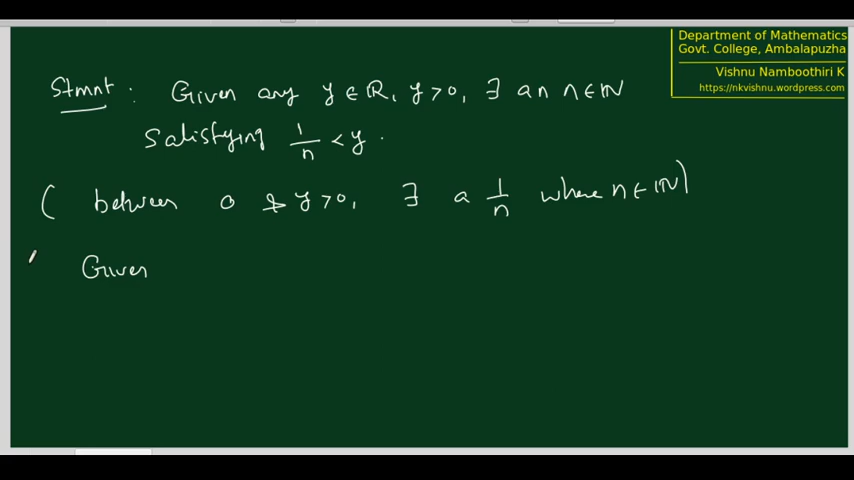 Department of Mathematics
Govt. College, Ambalapuzha
Vishnu Namboothiri K
https://nkvishnu.wordpress.com
Stmnt : Given any y ∈ ℝ, y > 0, ∃ an n ∈ ℕ
Satisfying 1/n < y .
( between 0 & y > 0, ∃ a 1/n where n ∈ ℕ)
Given